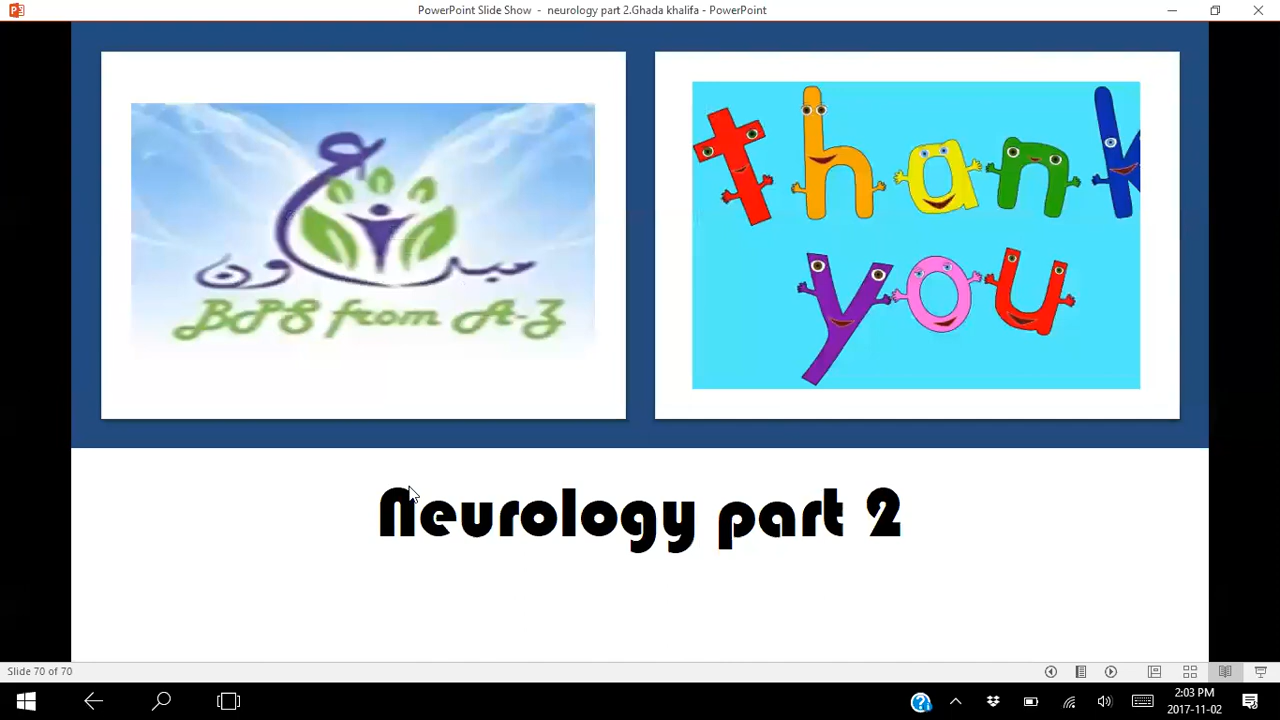 PowerPoint Slide Show - neurology part 2.Ghada khalifa - PowerPoint
مبدعون
BPS from A-Z
thank
you
Neurology part 2
Slide 70 of 70
2:03 PM
2017-11-02